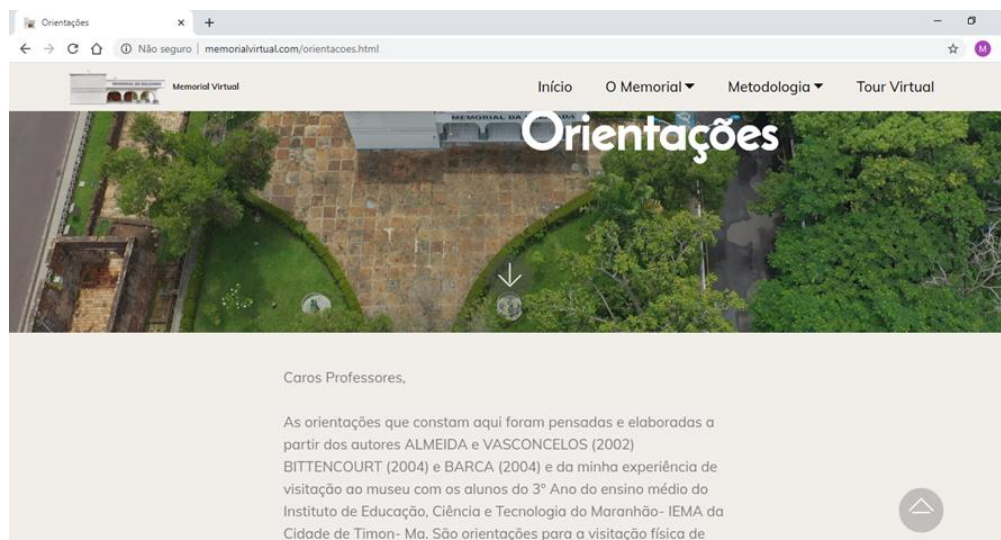 Orientações
Não seguro | memorialvirtual.com/orientacoes.html
M
Memorial Virtual
Início O Memorial Metodologia Tour Virtual
MEMORIAL DA
Orientações
Caros Professores,
As orientações que constam aqui foram pensadas e elaboradas a
partir dos autores ALMEIDA e VASCONCELOS (2002)
BITTENCOURT (2004) e BARCA (2004) e da minha experiência de
visitação ao museu com os alunos do 3º Ano do ensino médio do
Instituto de Educação, Ciência e Tecnologia do Maranhão- IEMA da
Cidade de Timon- Ma. São orientações para a visitação física de